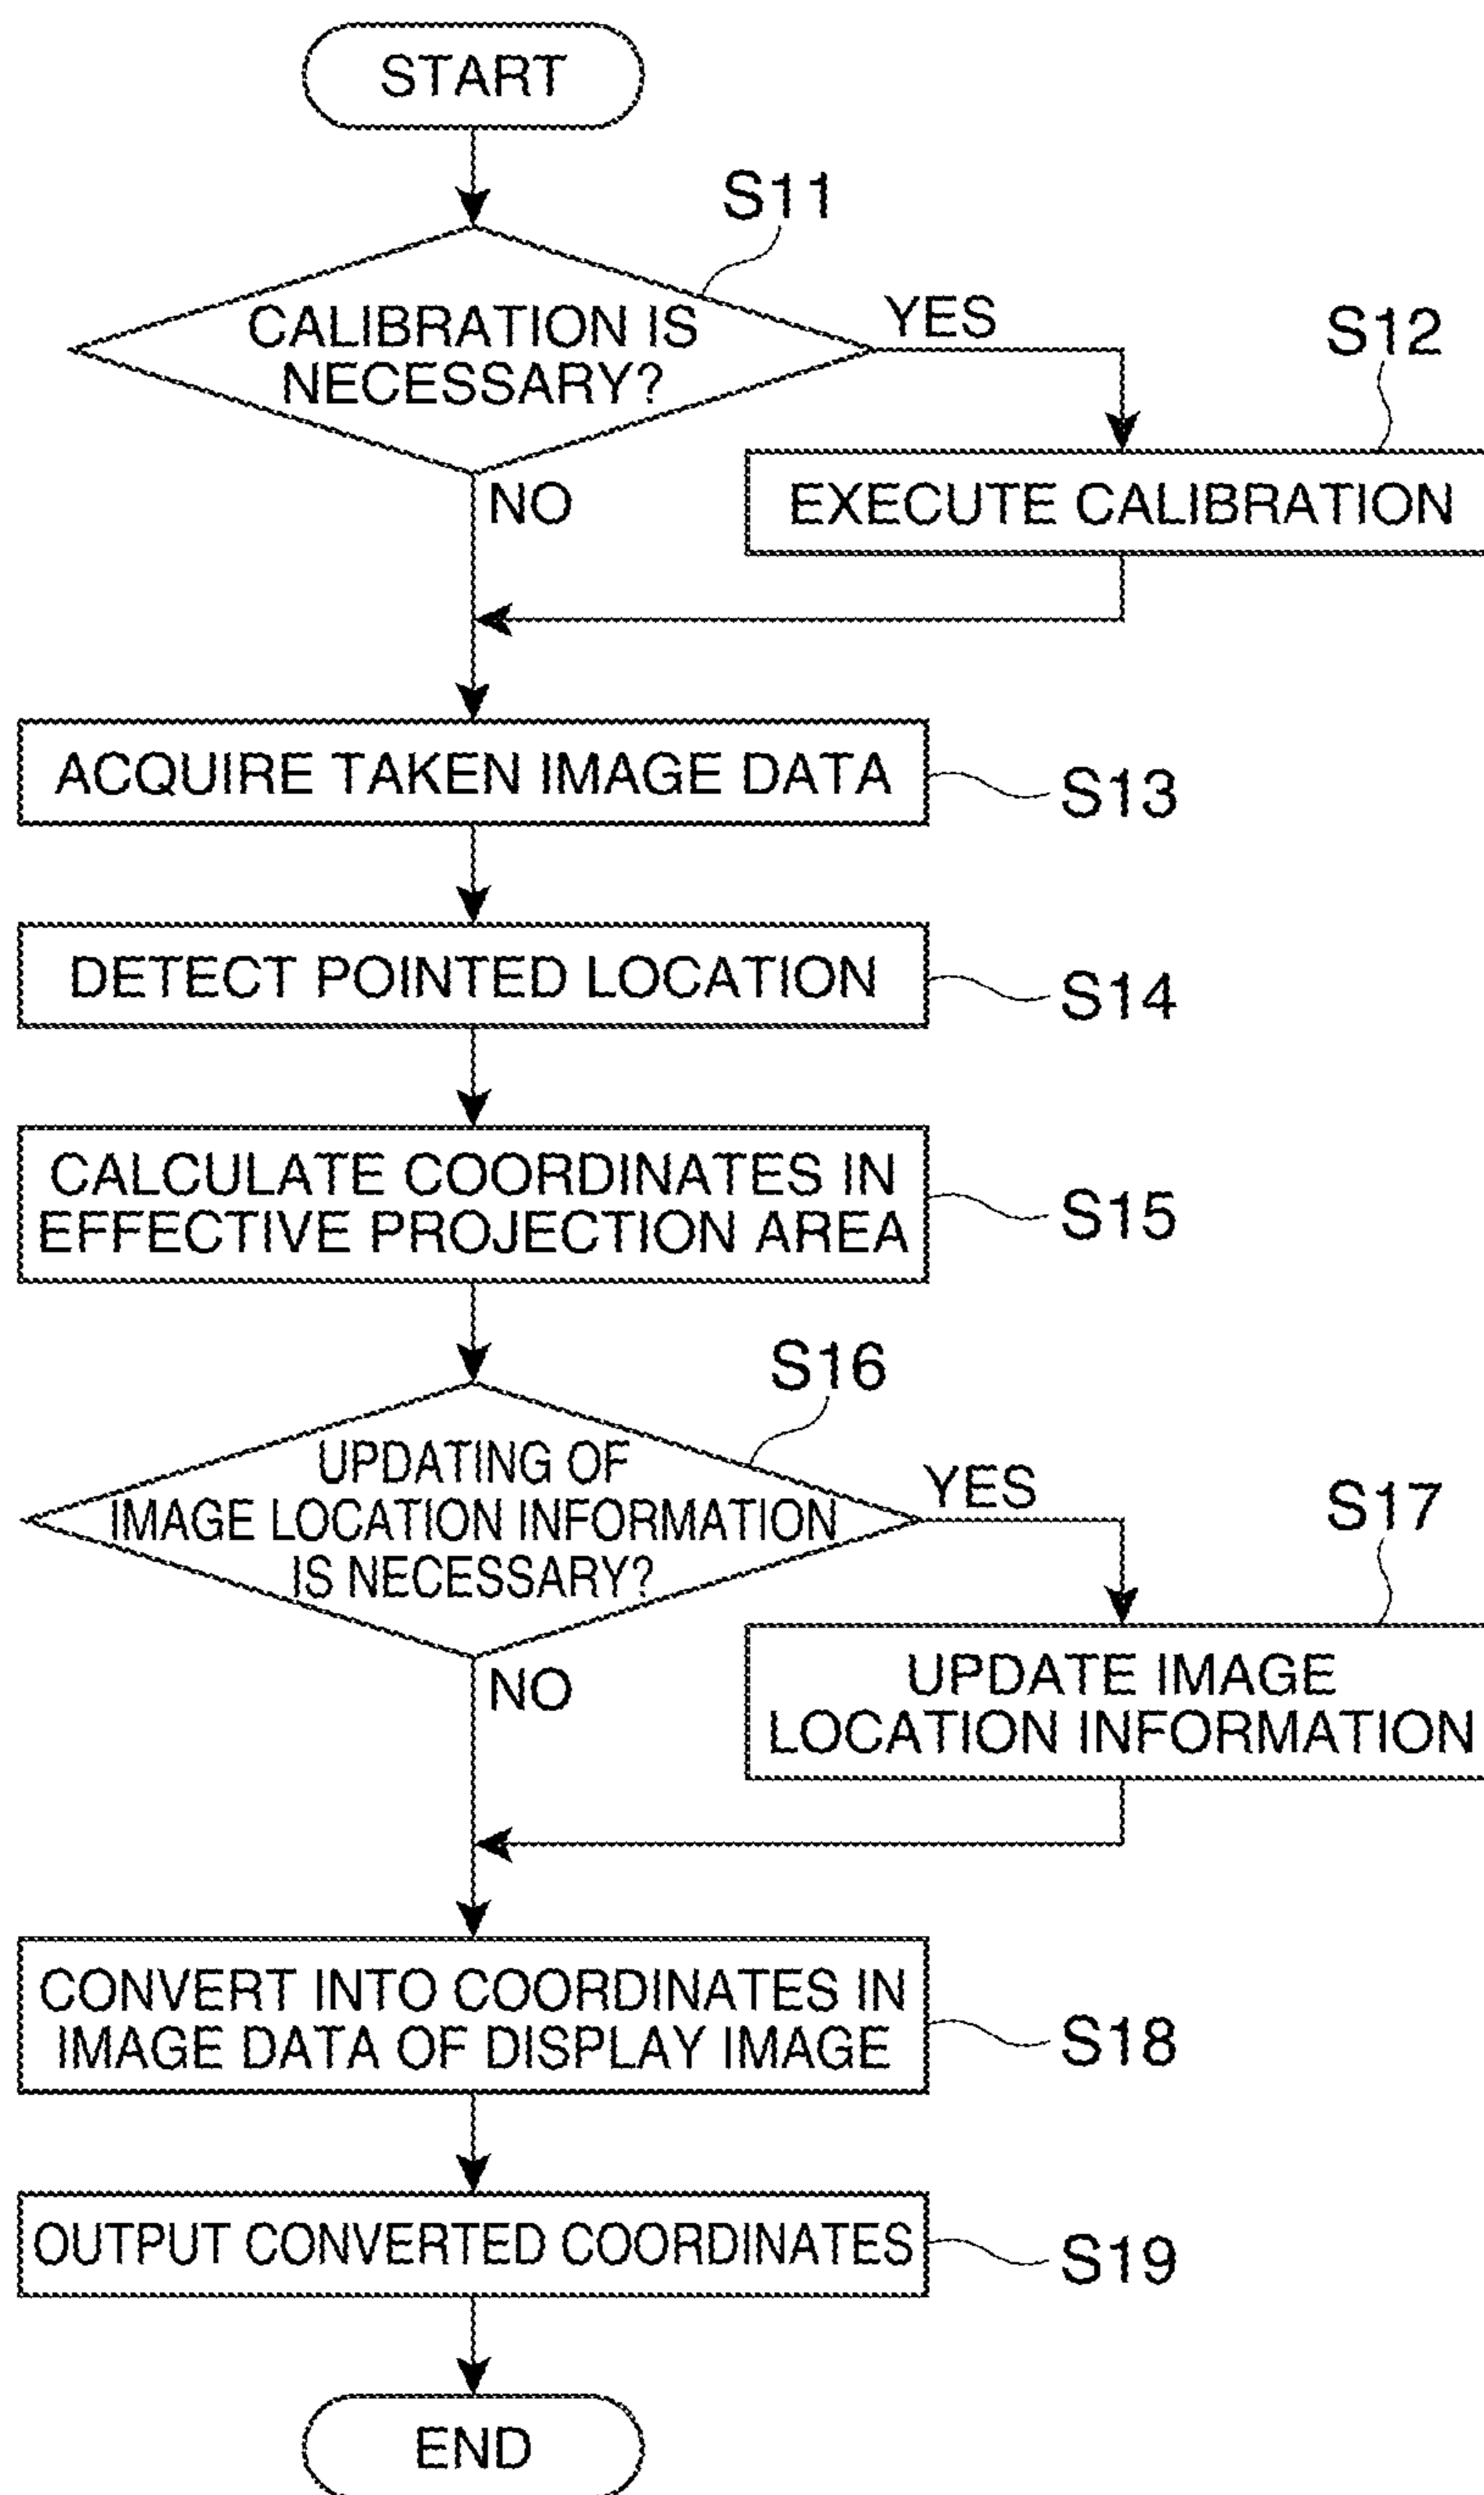 START
S11
CALIBRATION IS
NECESSARY?
YES
S12
EXECUTE CALIBRATION
NO
ACQUIRE TAKEN IMAGE DATA
S13
DETECT POINTED LOCATION
S14
CALCULATE COORDINATES IN
EFFECTIVE PROJECTION AREA
S15
S16
UPDATING OF
IMAGE LOCATION INFORMATION
IS NECESSARY?
YES
S17
UPDATE IMAGE
LOCATION INFORMATION
NO
CONVERT INTO COORDINATES IN
IMAGE DATA OF DISPLAY IMAGE
S18
OUTPUT CONVERTED COORDINATES
S19
END